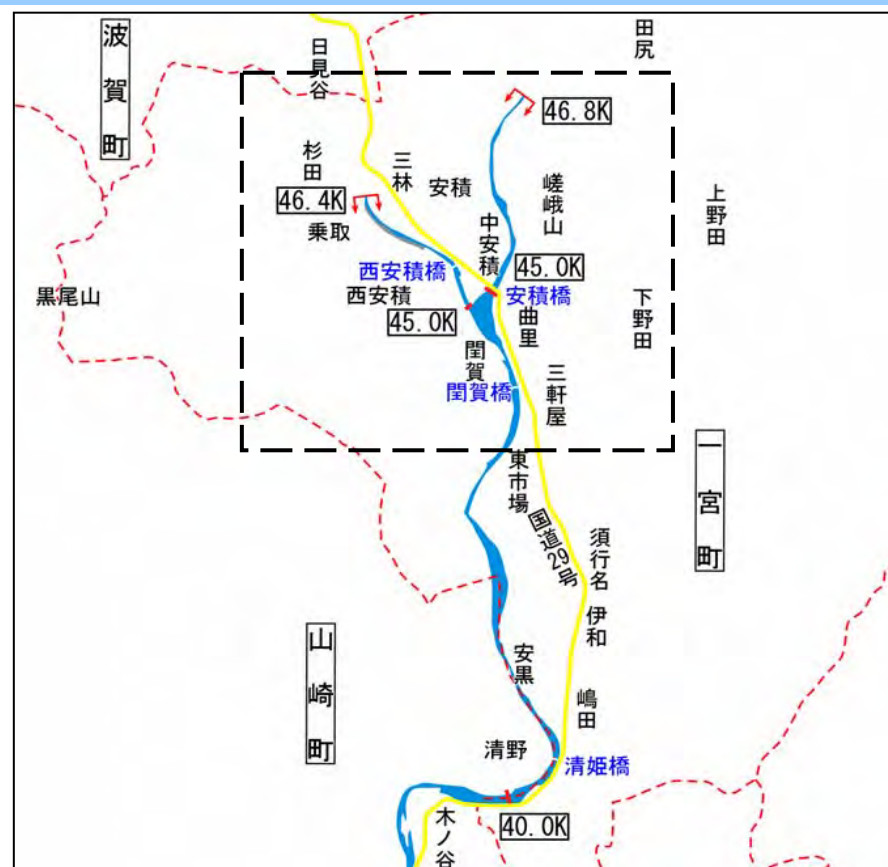 波賀町
日見谷
田尻
46.8K
杉田
三林
安積
嵯峨山
上野田
46.4K
乗取
中安積
45.0K
西安積橋
黒尾山
西安積
安積橋
下野田
45.0K
曲里
閏賀
閏賀橋
三軒屋
一宮町
東市場
国道29号
須行名
伊和
山崎町
安黒
嶋田
清野
清姫橋
40.0K
木ノ谷